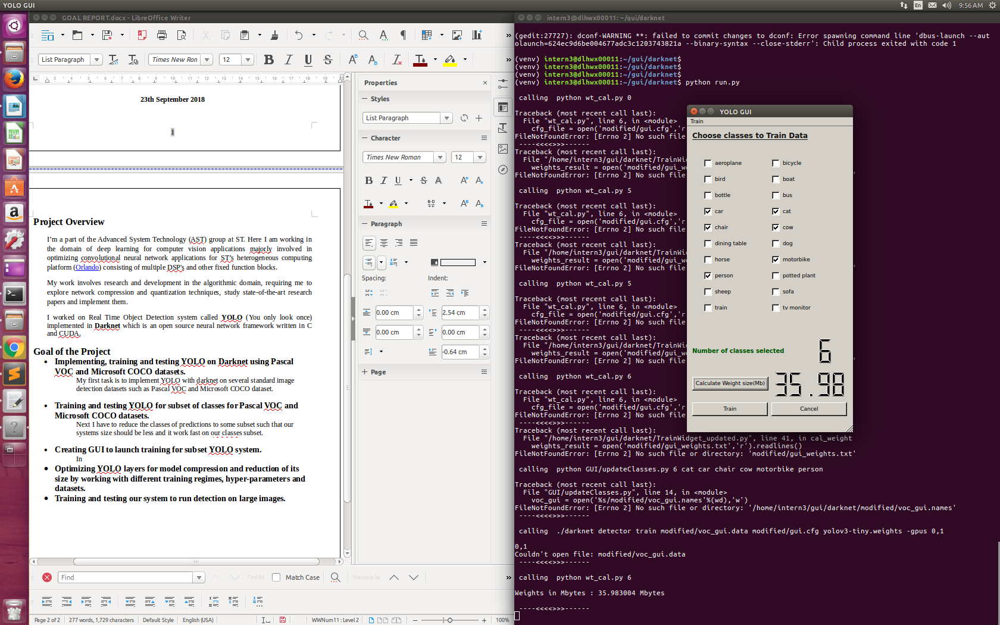 YOLO GUI
En
9:56 AM
GOAL REPORT.docx - LibreOffice Writer
List Paragraph
Times New Ron
12
3 4 5 6 7 8 9 10 11 12 13 14 15 16 17 18 19
23th September 2018
1
Project Overview
I'm a part of the Advanced System Technology (AST) group at ST. Here I am working in
the domain of deep learning for computer vision applications majorly involved in
optimizing convolutional neural network applications for ST's heterogeneous computing
platform (Orlando) consisting of multiple DSP's and other fixed function blocks.
My work involves research and development in the algorithmic domain, requiring me to
explore network compression and quantization techniques, study state-of-the-art research
papers and implement them.
I worked on Real Time Object Detection system called YOLO (You only look once)
implemented in Darknet which is an open source neural network framework written in C
and CUDA.
Goal of the Project
• Implementing, training and testing YOLO on Darknet using Pascal
VOC and Microsoft COCO datasets.
My first task is to implement YOLO with darknet on several standard image
detection datasets such as Pascal VOC and Microsoft COCO dataset.
• Training and testing YOLO for subset of classes for Pascal VOC and
Microsoft COCO datasets.
Next I have to reduce the classes of predictions to some subset such that our
systems size should be less and it work fast on our classes subset.
• Creating GUI to launch training for subset YOLO system.
In
• Optimizing YOLO layers for model compression and reduction of its
size by working with different training regimes, hyper-parameters and
datasets.
• Training and testing our system to run detection on large images.
Properties
Styles
List Paragraph
Character
Times New Roman
12
Paragraph
Spacing:
Indent:
0.00 cm
2.54 cm
0.00 cm
0.00 cm
-0.64 cm
Page
Find
Find All
Match Case
Navigate by
Page 2 of 2
277 words, 1,729 characters
Default Style
English (USA)
WWNum11 : Level 2
100%
intern3@dlhwx00011: ~/gui/darknet
(gedit:27727): dconf-WARNING **: failed to commit changes to dconf: Error spawning command line 'dbus-launch --aut
olaunch=624ec9d6be004677adc3c1203743821a --binary-syntax --close-stderr': Child process exited with code 1
(venv) intern3@dlhwx00011:~/gui/darknet$
(venv) intern3@dlhwx00011:~/gui/darknet$
(venv) intern3@dlhwx00011:~/gui/darknet$
(venv) intern3@dlhwx00011:~/gui/darknet$ python run.py
calling python wt_cal.py 0
Traceback (most recent call last):
File "wt_cal.py", line 6, in <module>
cfg_file = open('modified/gui.cfg','r
FileNotFoundError: [Errno 2] No such file
----<<<<>>>------
Traceback (most recent call last):
File "/home/intern3/gui/darknet/TrainWid
weights_result = open('modified/gui_we
FileNotFoundError: [Errno 2] No such file
calling python wt_cal.py 5
Traceback (most recent call last):
File "wt_cal.py", line 6, in <module>
cfg_file = open('modified/gui.cfg','r
FileNotFoundError: [Errno 2] No such file
----<<<<>>>------
Traceback (most recent call last):
File "/home/intern3/gui/darknet/TrainWid
weights_result = open('modified/gui_we
FileNotFoundError: [Errno 2] No such file
calling python wt_cal.py 5
Traceback (most recent call last):
File "wt_cal.py", line 6, in <module>
cfg_file = open('modified/gui.cfg','r
FileNotFoundError: [Errno 2] No such file
----<<<<>>>------
Traceback (most recent call last):
File "/home/intern3/gui/darknet/TrainWid
weights_result = open('modified/gui_we
FileNotFoundError: [Errno 2] No such file
calling python wt_cal.py 6
Traceback (most recent call last):
File "wt_cal.py", line 6, in <module>
cfg_file = open('modified/gui.cfg','r
FileNotFoundError: [Errno 2] No such file
----<<<<>>>------
Traceback (most recent call last):
File "/home/intern3/gui/darknet/TrainWidget_updated.py", line 41, in cal_weight
weights_result = open('modified/gui_weights.txt','r').readlines()
FileNotFoundError: [Errno 2] No such file or directory: 'modified/gui_weights.txt'
calling python GUI/updateClasses.py 6 cat car chair cow motorbike person
Traceback (most recent call last):
File "GUI/updateClasses.py", line 14, in <module>
voc_gui = open('%s/modified/voc_gui.names'%(wd),'w')
FileNotFoundError: [Errno 2] No such file or directory: '/home/intern3/gui/darknet/modified/voc_gui.names'
----<<<<>>>------
calling ./darknet detector train modified/voc_gui.data modified/gui.cfg yolov3-tiny.weights -gpus 0,1
0,1
Couldn't open file: modified/voc_gui.data
----<<<<>>>------
calling python wt_cal.py 6
Weights in Mbytes : 35.983004 Mbytes
----<<<<>>>------
YOLO GUI
Train
Choose classes to Train Data
aeroplane bicycle
bird boat
bottle bus
car cat
chair cow
dining table dog
horse motorbike
person potted plant
sheep sofa
train tv monitor
Number of classes selected 6
Calculate Weight size(Mb) 35.98
Train Cancel